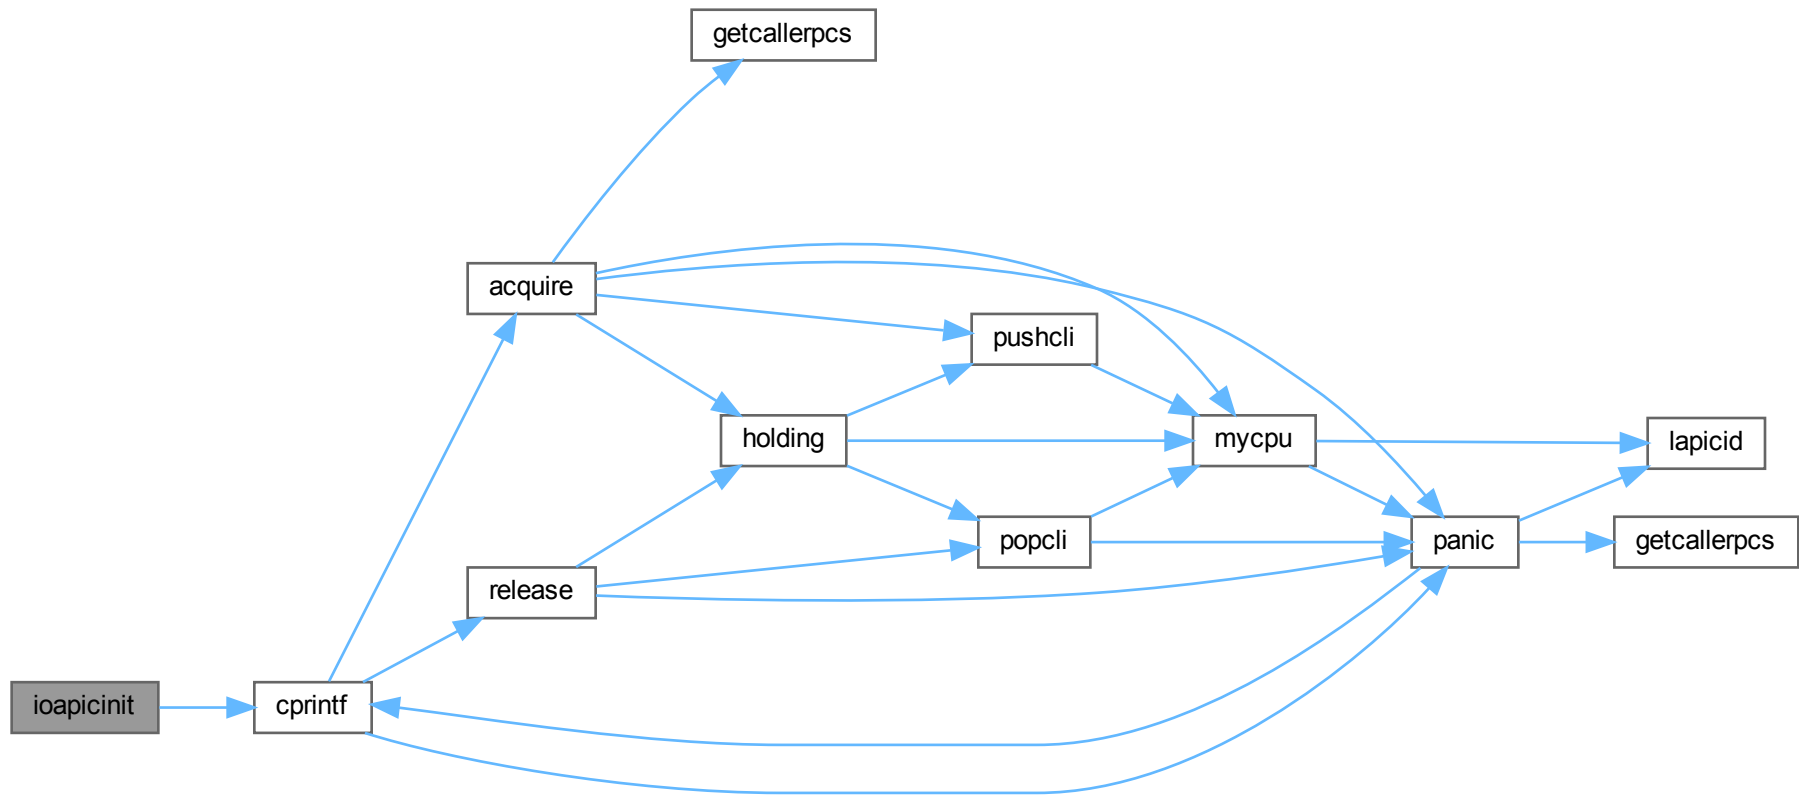 getcallerpcs
acquire
pushcli
holding
mycpu
lapicid
popcli
panic
getcallerpcs
release
ioapicinit
cprintf